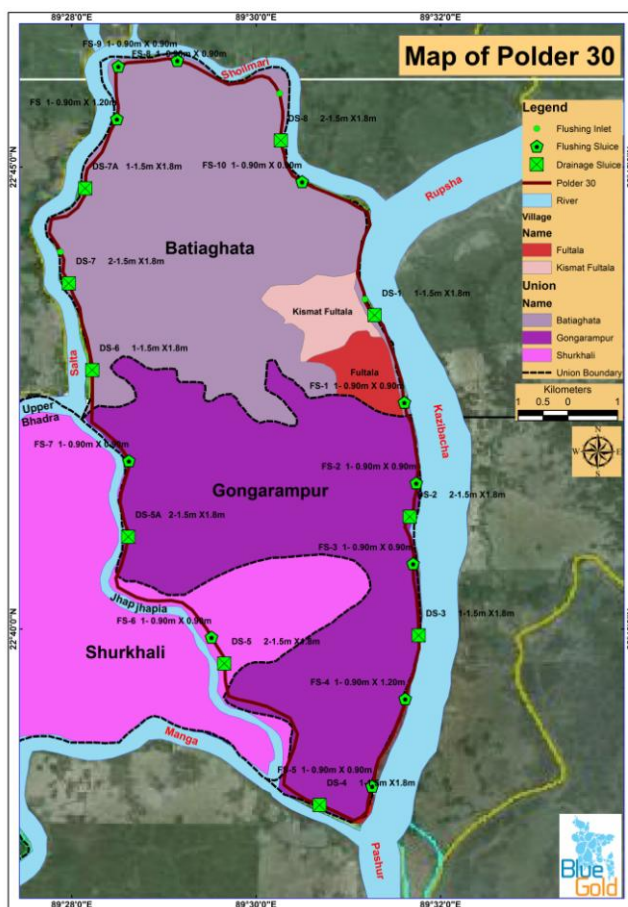 89°28'0"E
89°30'0"E
89°32'0"E
Map of Polder 30
FS-9 1- 0.90m X 0.90m
FS-8 1- 0.90m X 0.90m
Shoilmari
FS 1- 0.90m X 1.20m
DS-8 2-1.5m X1.8m
DS-7A 1-1.5m X1.8m
FS-10 1- 0.90m X 0.90m
22°45'0"N
Rupsha
Legend
Flushing Inlet
Flushing Sluice
Drainage Sluice
Polder 30
River
Village
Name
Fultala
Kismat Fultala
Union
Name
Batiaghata
Gongarampur
Shurkhali
Union Boundary
Kilometers
1 0.5 0 1
N
W E
S
Batiaghata
DS-7 2-1.5m X1.8m
DS-1 1-1.5m X1.8m
Kismat Fultala
Salta
DS-6 1-1.5m X1.8m
Fultala
FS-1 1- 0.90m X 0.90m
Upper
Bhadra
Kazibacha
FS-7 1- 0.90m X 0.90m
FS-2 1- 0.90m X 0.90m
Gongarampur
DS-2 2-1.5m X1.8m
DS-5A 2-1.5m X1.8m
FS-3 1- 0.90m X 0.90m
Jhapjhapia
FS-6 1- 0.90m X 0.90m
DS-3 1-1.5m X1.8m
22°40'0"N
Shurkhali
DS-5 2-1.5m X1.8m
FS-4 1- 0.90m X 1.20m
Manga
FS-5 1- 0.90m X 0.90m
DS-4 1-1.5m X1.8m
Pashur
Blue
Gold
89°28'0"E
89°30'0"E
89°32'0"E